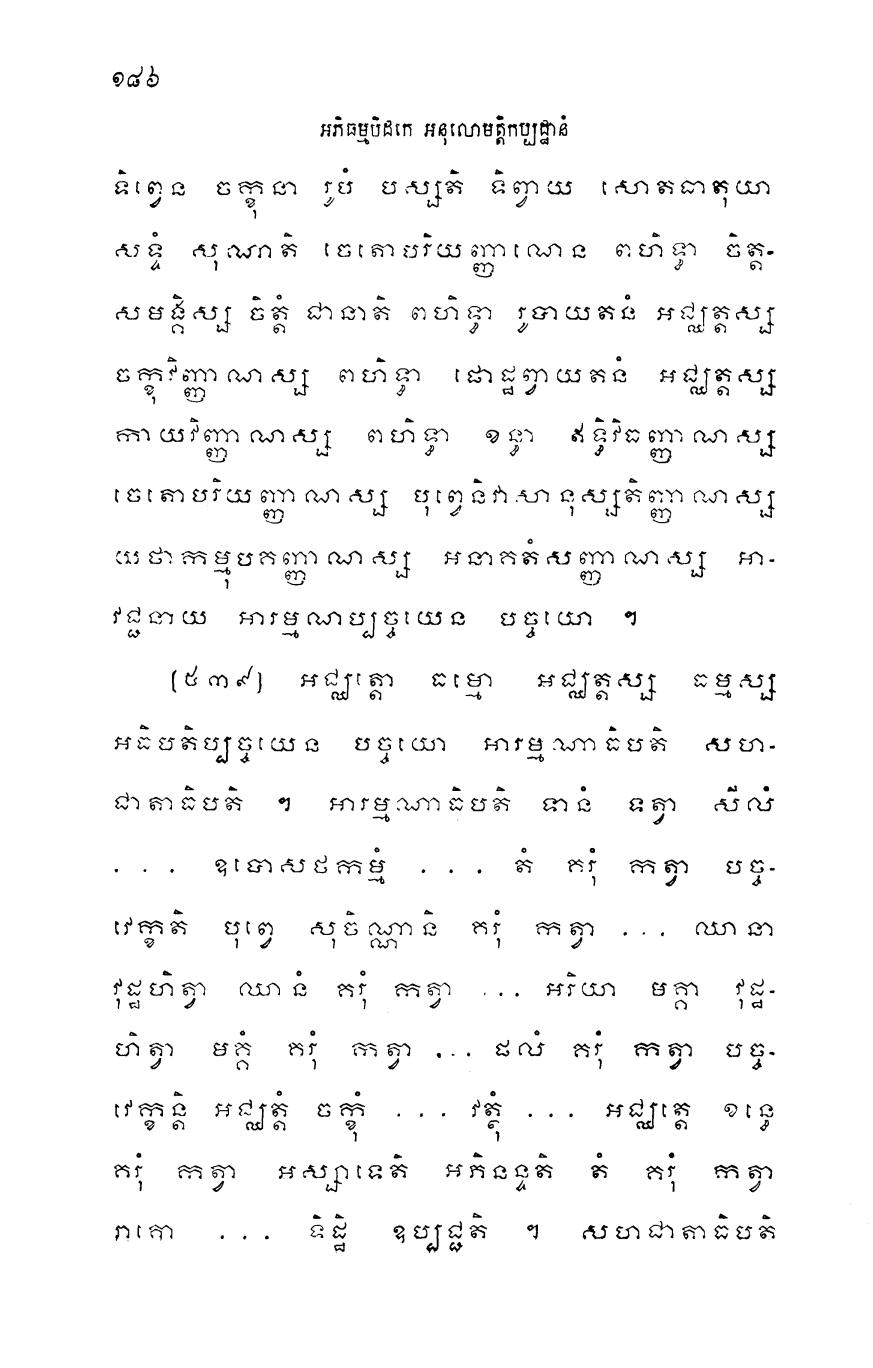 ១៨៦
អភិធម្មបិដកេ អនុលោមត្តិកប្បដ្ឋានំ
ទិព្វេន ចក្ខុនា រូបំ បស្សតិ ទិព្វាយ សោតធាតុយា
សទ្ទំ សុណាតិ ចេតោបរិយញ្ញាណេន ពហិទ្ធា ចិត្ត-
សមង្គិស្ស ចិត្តំ ជានាតិ ពហិទ្ធា រូបាយតនំ អជ្ឈត្តស្ស
ចក្ខុវិញ្ញាណស្ស ពហិទ្ធា ផោដ្ឋព្វាយតនំ អជ្ឈត្តស្ស
កាយវិញ្ញាណស្ស ពហិទ្ធា ខន្ធា ឥទ្ធិវិធញ្ញាណស្ស
ចេតោបរិយញ្ញាណស្ស បុព្វេនិវាសានុស្សតិញ្ញាណស្ស
យថាកម្មុបគញ្ញាណស្ស អនាគតំសញ្ញាណស្ស អា-
វជ្ជនាយ អារម្មណប្បច្ចយេន បច្ចយោ ។
(៥៣៩) អជ្ឈត្តោ ធម្មោ អជ្ឈត្តស្ស ធម្មស្ស
អធិបតិប្បច្ចយេន បច្ចយោ អារម្មណាធិបតិ សហ-
ជាតាធិបតិ ។ អារម្មណាធិបតិ ទានំ ទត្វា សីលំ
. . . ឧបោសថកម្មំ . . . តំ គរុំ កត្វា បច្ច-
វេក្ខតិ បុព្វេ សុចិណ្ណានិ គរុំ កត្វា ... ឈានា
វុដ្ឋហិត្វា ឈានំ គរុំ កត្វា ... អរិយា មគ្គា វុដ្ឋ-
ហិត្វា មគ្គំ គរុំ កត្វា ... ផលំ គរុំ កត្វា បច្ច-
វេក្ខន្តិ អជ្ឈត្តំ ចក្ខុំ ... វត្ថុំ ... អជ្ឈត្តេ ខន្ធេ
គរុំ កត្វា អស្សាទេតិ អភិនន្ទតិ តំ គរុំ កត្វា
រាគោ ... ទិដ្ឋិ ឧប្បជ្ជតិ ។ សហជាតាធិបតិ